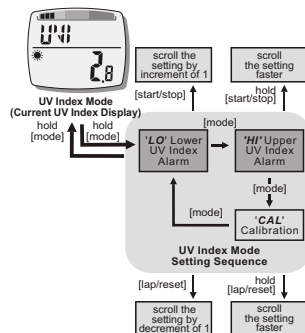 UVI
2.8
UV Index Mode
(Current UV Index Display)
hold
[mode]
hold
[mode]
scroll the
setting by
increment of 1
scroll
the setting
faster
[start/stop]
hold
[start/stop]
[mode]
'LO' Lower
UV Index
Alarm
'HI' Upper
UV Index
Alarm
[mode]
[mode]
'CAL'
Calibration
UV Index Mode
Setting Sequence
[lap/reset]
hold
[lap/reset]
scroll the
setting by
decrement of 1
scroll
the setting
faster